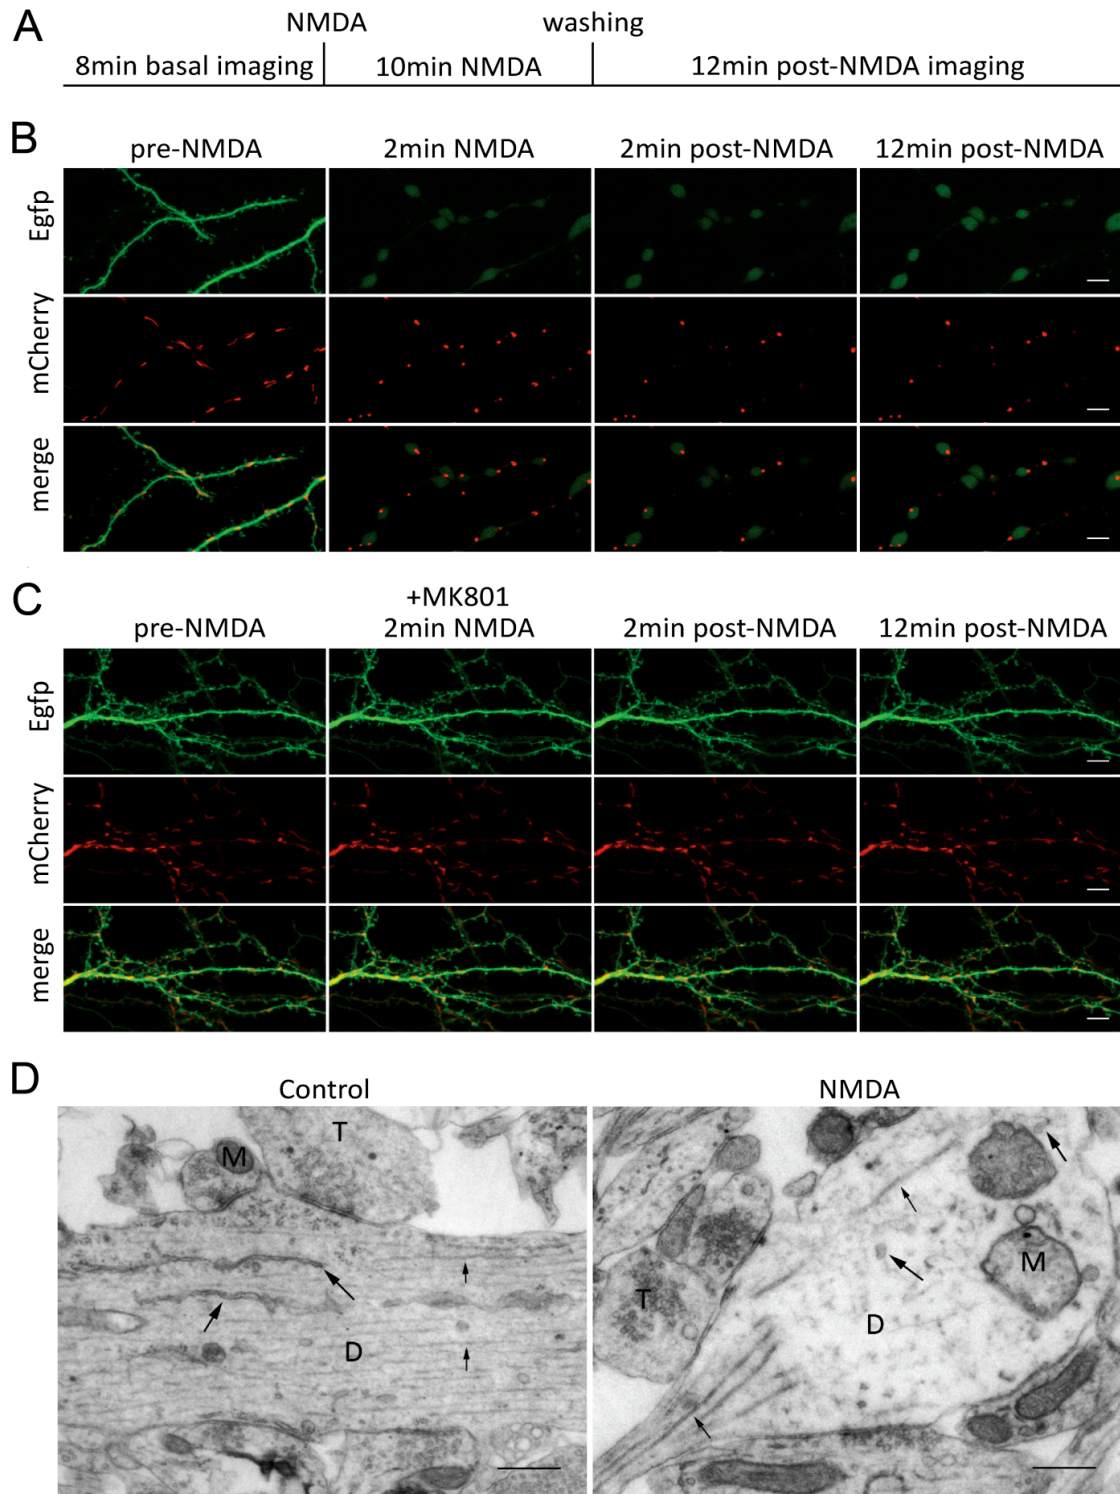 A
NMDA washing
8min basal imaging 10min NMDA 12min post-NMDA imaging
B
pre-NMDA 2min NMDA 2min post-NMDA 12min post-NMDA
Egfp
mCherry
merge
C
+MK801
pre-NMDA 2min NMDA 2min post-NMDA 12min post-NMDA
Egfp
mCherry
merge
D
Control NMDA
T
M
D
T
M
D